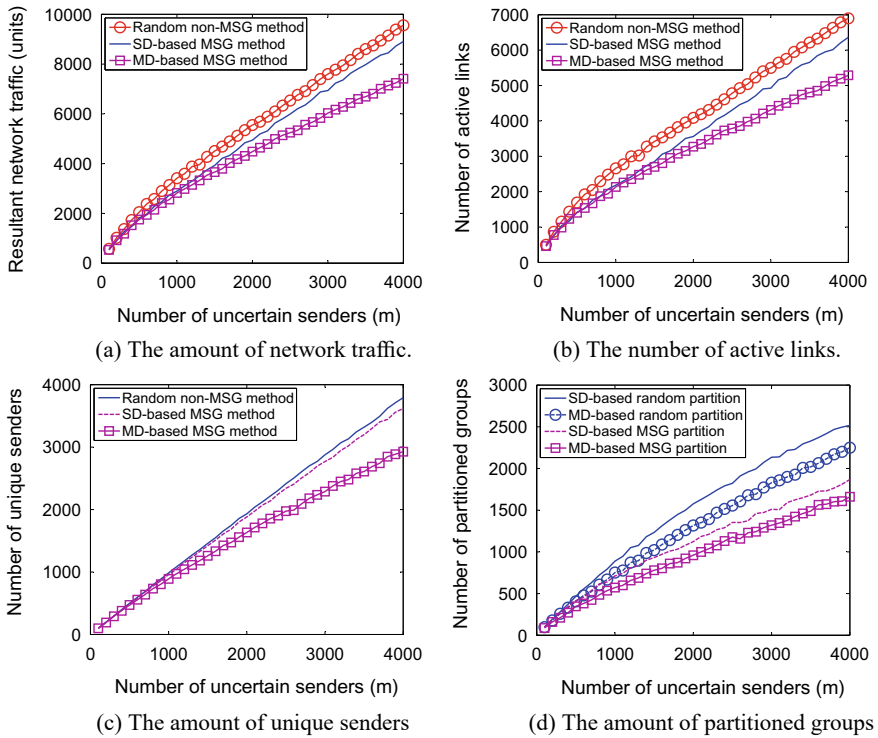 Resultant network traffic (units)
10000
8000
6000
4000
2000
0
Random non-MSG method
SD-based MSG method
MD-based MSG method
0 1000 2000 3000 4000
Number of uncertain senders (m)
(a) The amount of network traffic.
Number of active links
7000
6000
5000
4000
3000
2000
1000
0
Random non-MSG method
SD-based MSG method
MD-based MSG method
0 1000 2000 3000 4000
Number of uncertain senders (m)
(b) The number of active links.
Number of unique senders
4000
3000
2000
1000
0
Random non-MSG method
SD-based MSG method
MD-based MSG method
0 1000 2000 3000 4000
Number of uncertain senders (m)
(c) The amount of unique senders
Number of partitioned groups
3000
2500
2000
1500
1000
500
0
SD-based random partition
MD-based random partition
SD-based MSG partition
MD-based MSG partition
0 1000 2000 3000 4000
Number of uncertain senders (m)
(d) The amount of partitioned groups